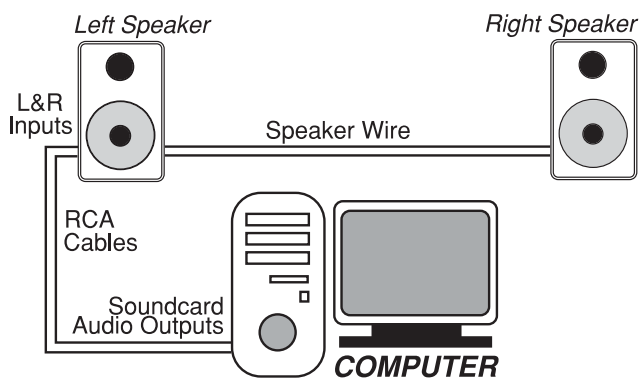 Left Speaker
Right Speaker
L&R
Inputs
Speaker Wire
RCA
Cables
Soundcard
Audio Outputs
COMPUTER